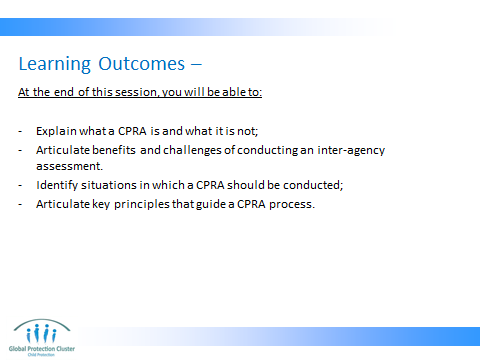 Learning Outcomes –
At the end of this session, you will be able to:
- Explain what a CPRA is and what it is not;
- Articulate benefits and challenges of conducting an inter-agency
assessment.
- Identify situations in which a CPRA should be conducted;
- Articulate key principles that guide a CPRA process.
Global Protection Cluster
Child Protection